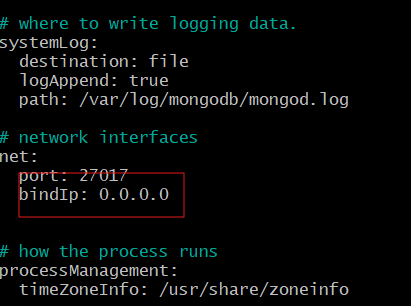 # where to write logging data.
systemLog:
  destination: file
  logAppend: true
  path: /var/log/mongodb/mongod.log
# network interfaces
net:
  port: 27017
  bindIp: 0.0.0.0
# how the process runs
processManagement:
  timeZoneInfo: /usr/share/zoneinfo